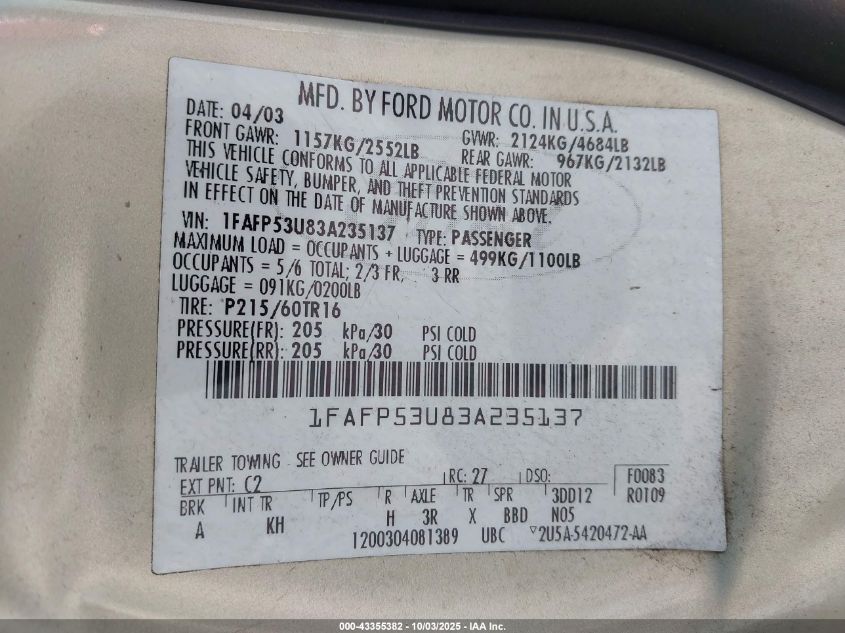 MFD. BY FORD MOTOR CO. IN U.S.A.
DATE: 04/03 GVWR: 2124KG/4684LB
FRONT GAWR: 1157KG/2552LB REAR GAWR: 967KG/2132LB
THIS VEHICLE CONFORMS TO ALL APPLICABLE FEDERAL MOTOR
VEHICLE SAFETY, BUMPER, AND THEFT PREVENTION STANDARDS
IN EFFECT ON THE DATE OF MANUFACTURE SHOWN ABOVE.
VIN: 1FAFP53U83A235137 TYPE: PASSENGER
MAXIMUM LOAD = OCCUPANTS + LUGGAGE = 499KG/1100LB
OCCUPANTS = 5/6 TOTAL; 2/3 FR, 3 RR
LUGGAGE = 091KG/0200LB
TIRE: P215/60TR16
PRESSURE(FR): 205 kPa/30 PSI COLD
PRESSURE(RR): 205 kPa/30 PSI COLD
1FAFP53U83A235137
TRAILER TOWING - SEE OWNER GUIDE
EXT PNT: C2 RC: 27 DSO: F0083
BRK INT TR TP/PS R AXLE TR SPR 3DD12 R0109
A KH H 3R X BBD N05
1200304081389 UBC 2U5A-5420472-AA
000-43355382 - 10/03/2025 - IAA Inc.